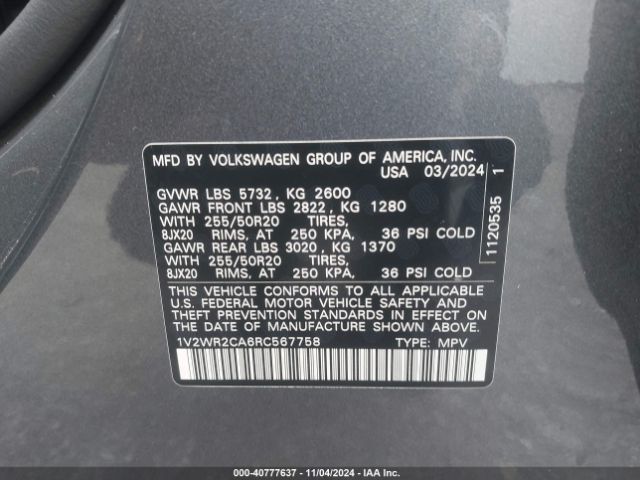 MFD BY VOLKSWAGEN GROUP OF AMERICA, INC.
USA 03/2024
GVWR LBS 5732, KG 2600
GAWR FRONT LBS 2822, KG 1280
WITH 255/50R20 TIRES,
8JX20 RIMS, AT 250 KPA, 36 PSI COLD
GAWR REAR LBS 3020, KG 1370
WITH 255/50R20 TIRES,
8JX20 RIMS, AT 250 KPA, 36 PSI COLD
1120535 1
THIS VEHICLE CONFORMS TO ALL APPLICABLE
U.S. FEDERAL MOTOR VEHICLE SAFETY AND
THEFT PREVENTION STANDARDS IN EFFECT ON
THE DATE OF MANUFACTURE SHOWN ABOVE.
1V2WR2CA6RC567758 TYPE: MPV
000-40777637 - 11/04/2024 - IAA Inc.